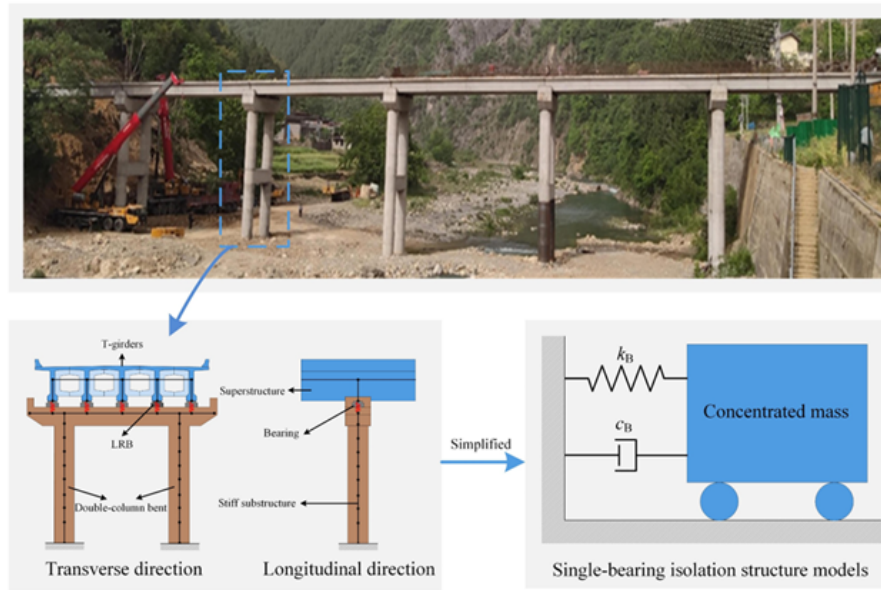 T-girders
LRB
Double-column bent
Transverse direction
Superstructure
Bearing
Stiff substructure
Longitudinal direction
Simplified
kB
cB
Concentrated mass
Single-bearing isolation structure models